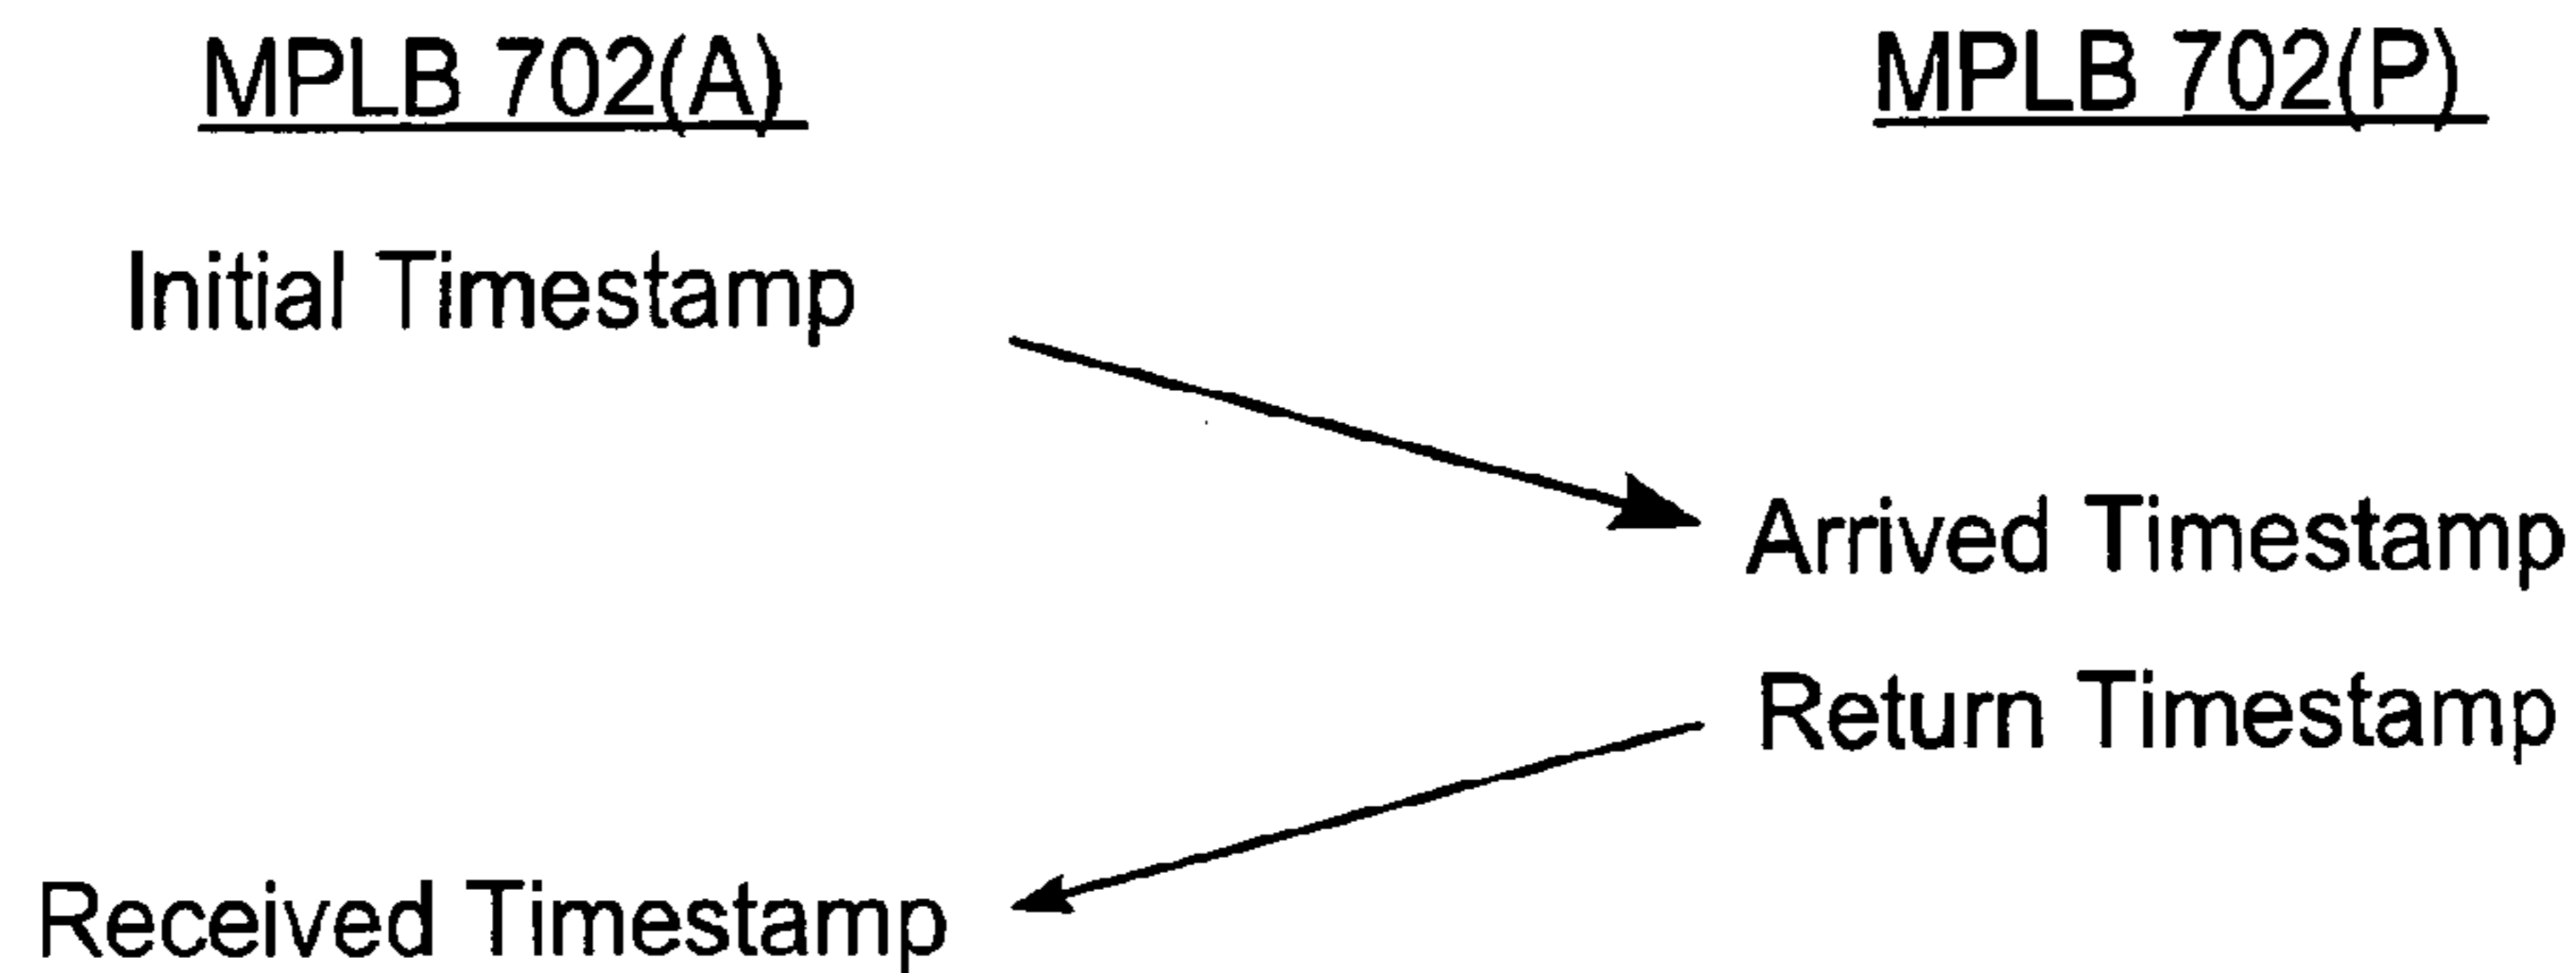 MPLB 702(A)
MPLB 702(P)
Initial Timestamp
Arrived Timestamp
Return Timestamp
Received Timestamp